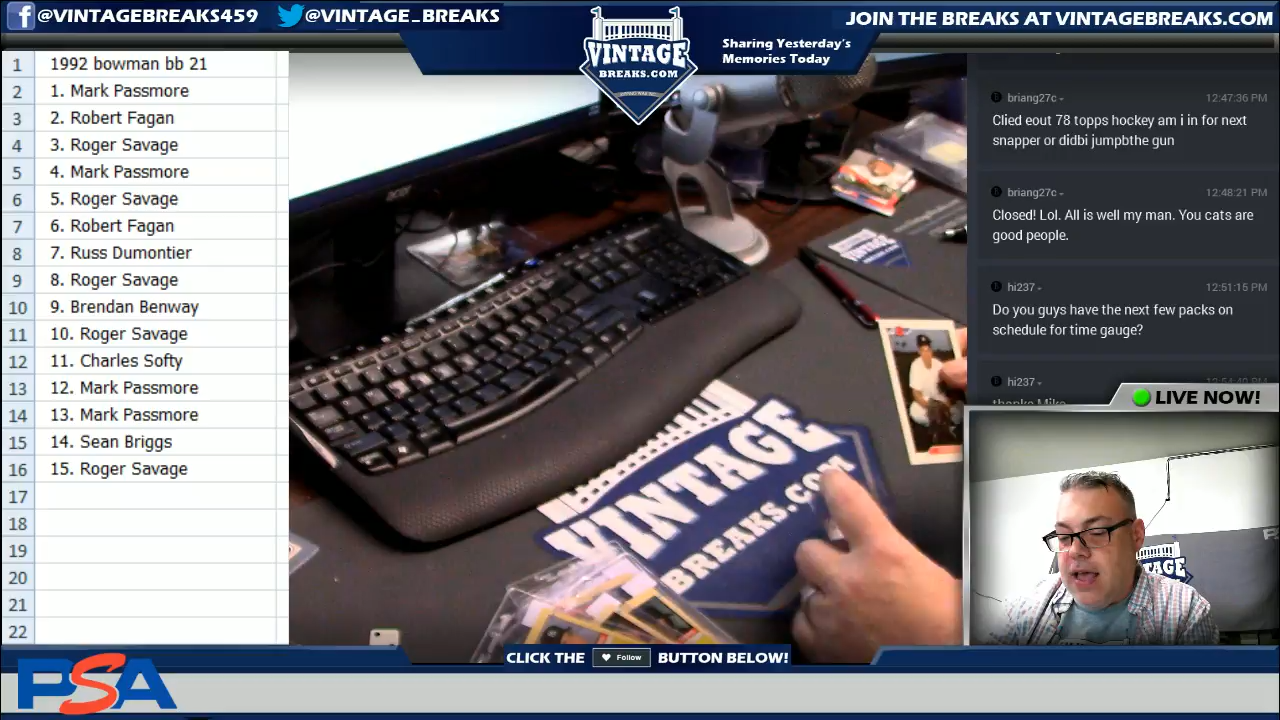 @VINTAGEBREAKS459
@VINTAGE_BREAKS
JOIN THE BREAKS AT VINTAGEBREAKS.COM
VINTAGE
BREAKS.COM
Sharing Yesterday's
Memories Today
1 1992 bowman bb 21
2 1. Mark Passmore
3 2. Robert Fagan
4 3. Roger Savage
5 4. Mark Passmore
6 5. Roger Savage
7 6. Robert Fagan
8 7. Russ Dumontier
9 8. Roger Savage
10 9. Brendan Benway
11 10. Roger Savage
12 11. Charles Softy
13 12. Mark Passmore
14 13. Mark Passmore
15 14. Sean Briggs
16 15. Roger Savage
17
18
19
20
21
22
acer
VINTAGE
BREAKS.COM
briang27c 12:47:36 PM
Clied eout 78 topps hockey am i in for next
snapper or didbi jumpbthe gun
briang27c 12:48:21 PM
Closed! Lol. All is well my man. You cats are
good people.
hi237 12:51:15 PM
Do you guys have the next few packs on
schedule for time gauge?
hi237
thanks Mike
LIVE NOW!
VINTAGE
CLICK THE Follow BUTTON BELOW!
PSA